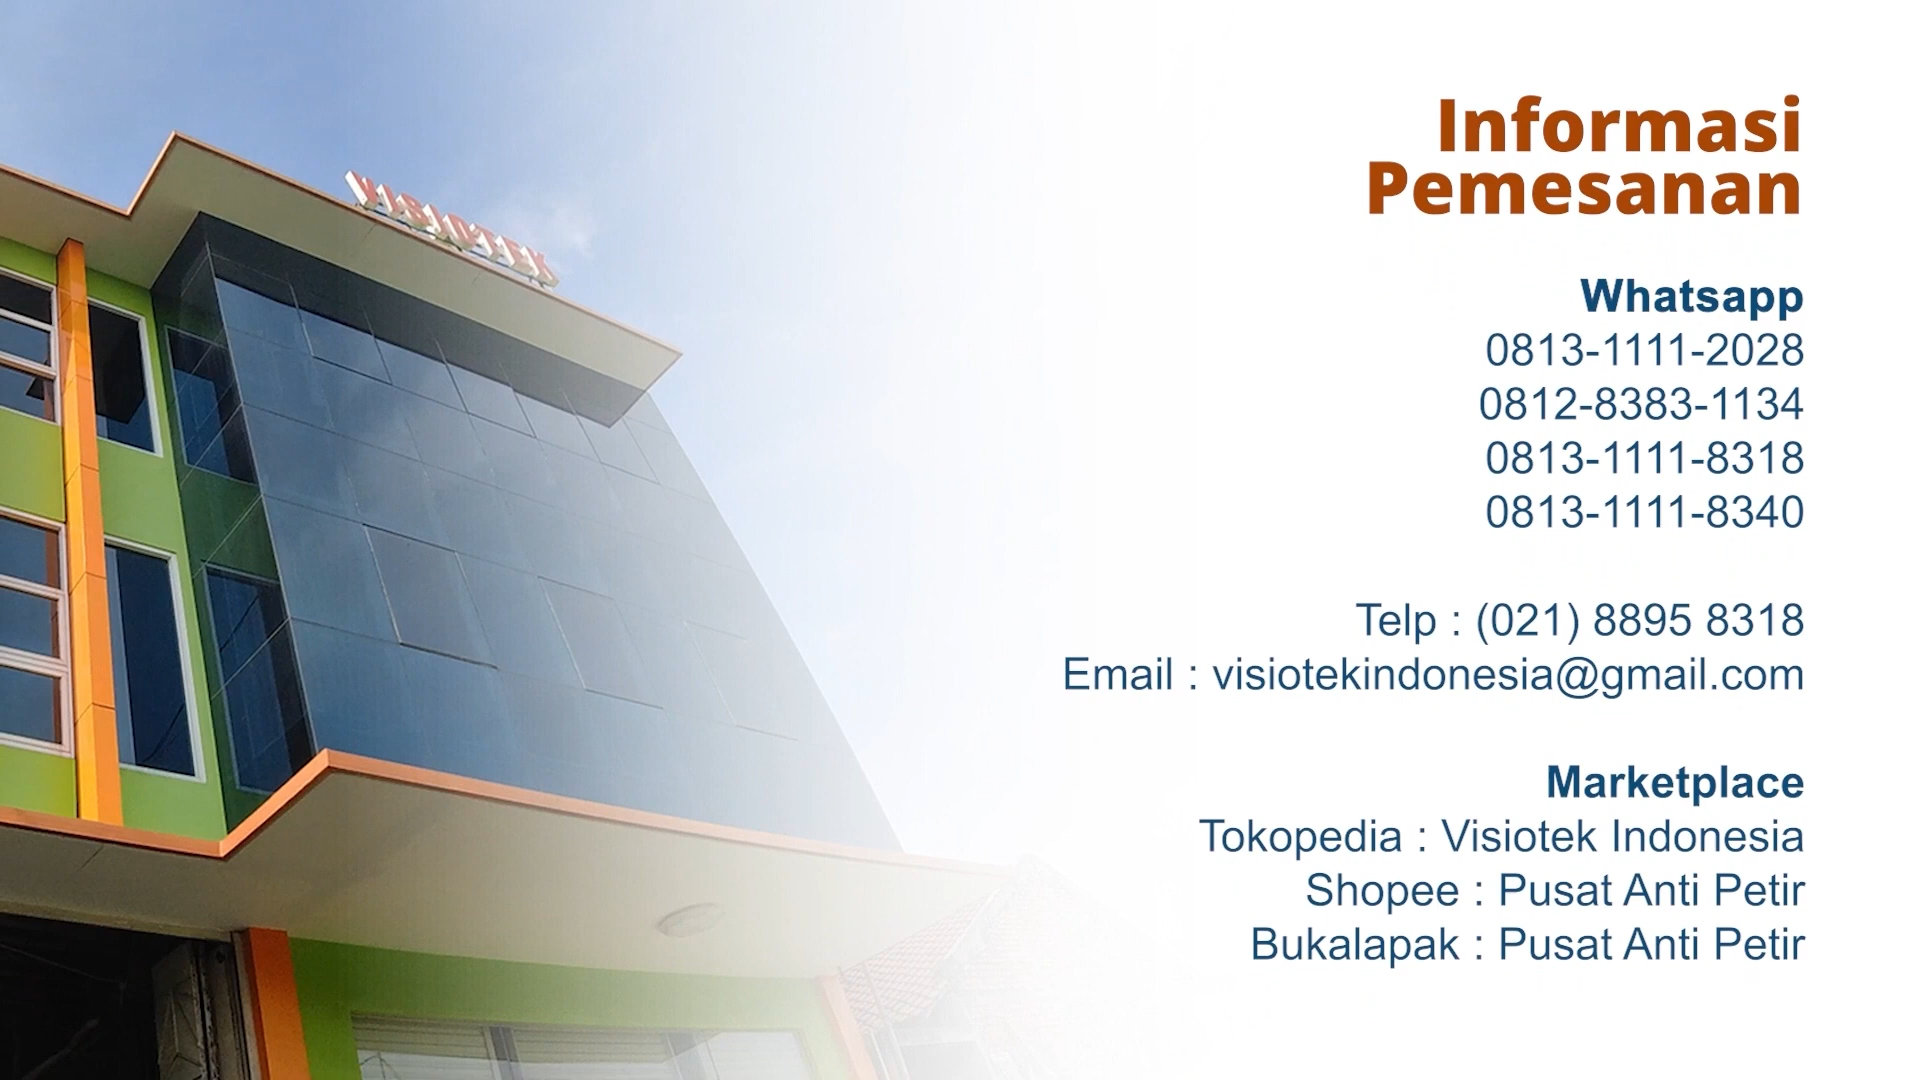 VISIOTEK
Informasi
Pemesanan
Whatsapp
0813-1111-2028
0812-8383-1134
0813-1111-8318
0813-1111-8340
Telp : (021) 8895 8318
Email : visiotekindonesia@gmail.com
Marketplace
Tokopedia : Visiotek Indonesia
Shopee : Pusat Anti Petir
Bukalapak : Pusat Anti Petir